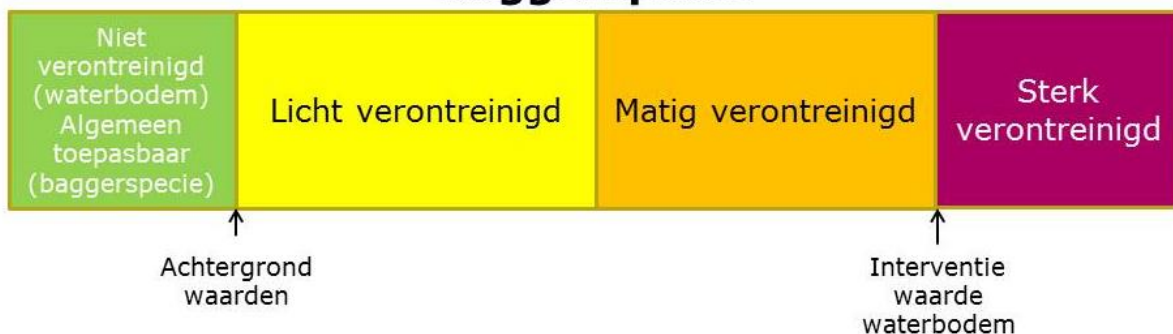 Niet
verontreinigd
(waterbodem)
Algemeen
toepasbaar
(baggerspecie)
Licht verontreinigd
Matig verontreinigd
Sterk
verontreinigd
Achtergrond
waarden
Interventie
waarde
waterbodem